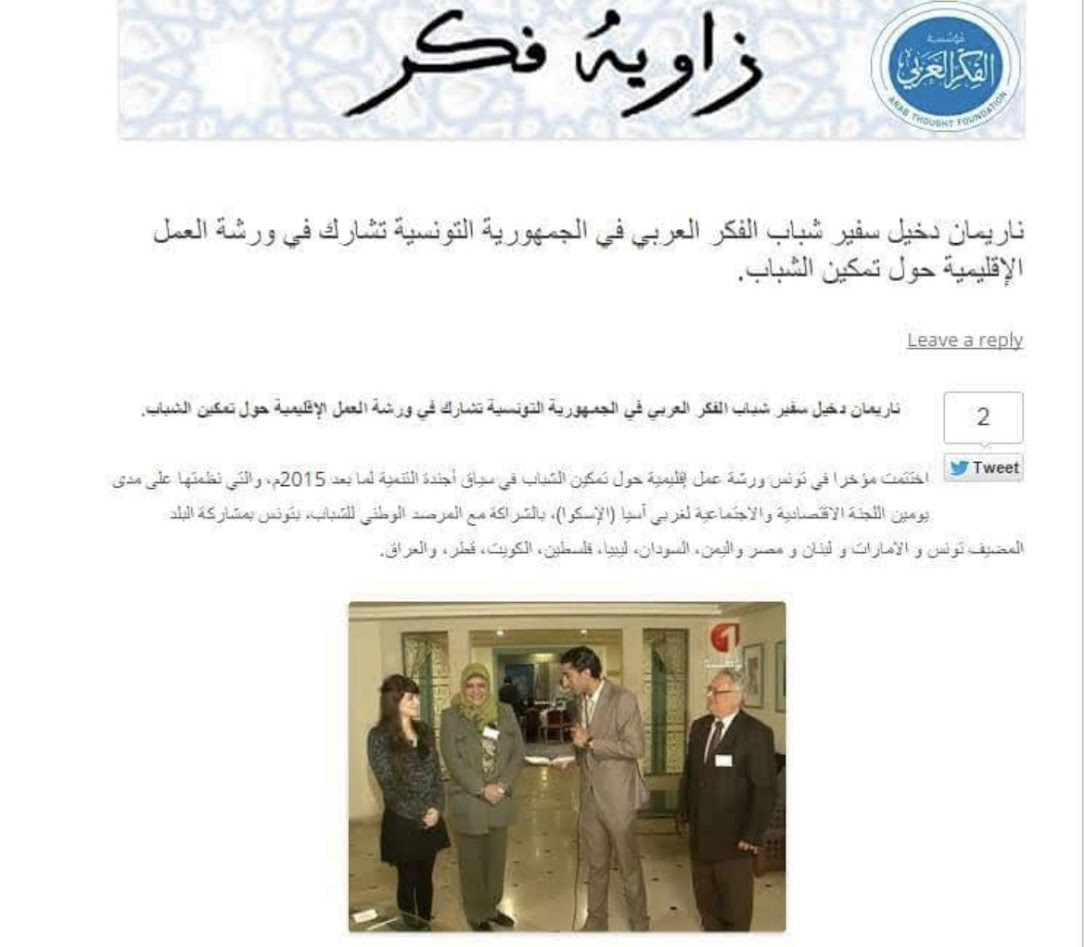 زاويةُ فكر
مؤسسة
الفكر العربي
ARAB THOUGHT FOUNDATION
ناريمان دخيل سفير شباب الفكر العربي في الجمهورية التونسية تشارك في ورشة العمل
الإقليمية حول تمكين الشباب.
Leave a reply
2
Tweet
ناريمان دخيل سفير شباب الفكر العربي في الجمهورية التونسية تشارك في ورشة العمل الإقليمية حول تمكين الشباب.
اختتمت مؤخرا في تونس ورشة عمل إقليمية حول تمكين الشباب في سياق أجندة التنمية لما بعد 2015م، والتي نظمتها على مدى
يومين اللجنة الاقتصادية والاجتماعية لغربي آسيا (الإسكوا)، بالشراكة مع المرصد الوطني للشباب، بتونس بمشاركة البلد
المضيف تونس و الامارات و لبنان و مصر واليمن، السودان، ليبيا، فلسطين، الكويت، قطر، والعراق.